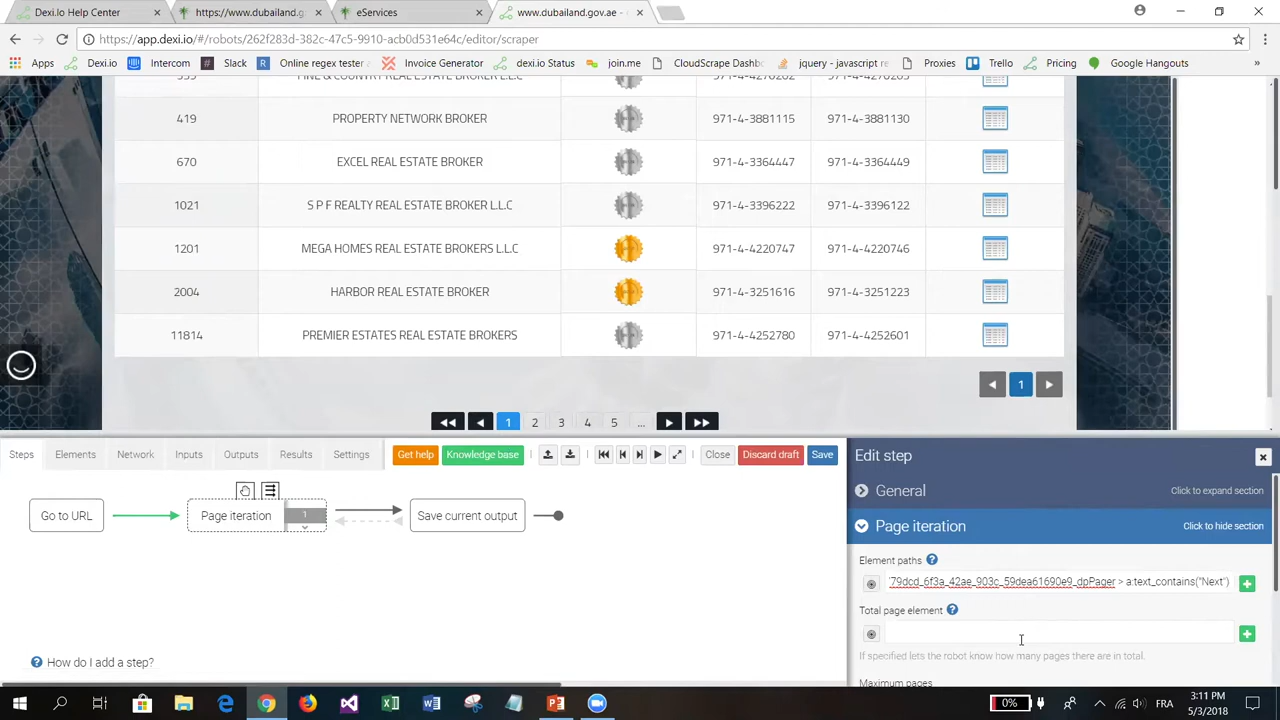 Dexi.Io Help Center
https://www.dubailand.g
eServices
www.dubailand.gov.ae -
https://app.dexi.io/#/robots/262f283d-382c-47c5-9910-acb0d531e64c/editor/scraper
Apps Dexi.Io Intercom Slack Online regex tester: Invoice Generator dexi.io Status join.me CloudScrape Dashb jquery - javascript re Proxies Trello Pricing Google Hangouts »
419 PROPERTY NETWORK BROKER 971-4-3881115 971-4-3881130
670 EXCEL REAL ESTATE BROKER 971-4-3364447 971-4-3364449
1021 S P F REALTY REAL ESTATE BROKER L.L.C 971-4-3396222 971-4-3396122
1201 MEGA HOMES REAL ESTATE BROKERS L.L.C 971-4-4220747 971-4-4220746
2004 HARBOR REAL ESTATE BROKER 971-4-3251616 971-4-3251223
11814 PREMIER ESTATES REAL ESTATE BROKERS 971-4-4252780 971-4-4252601
1
1 2 3 4 5 ...
Steps Elements Network Inputs Outputs Results Settings Get help Knowledge base Close Discard draft Save
Go to URL
Page iteration 1
Save current output
How do I add a step?
Edit step
General Click to expand section
Page iteration Click to hide section
Element paths
79dcd_6f3a_42ae_903c_59dea61690e9_dpPager > a:text_contains("Next")
Total page element
If specified lets the robot know how many pages there are in total.
Maximum pages
0% FRA 3:11 PM
5/3/2018